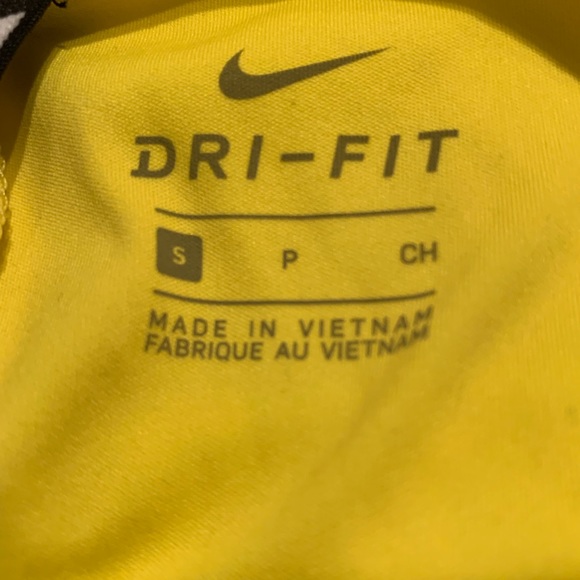 DRI-FIT
S P CH
MADE IN VIETNAM
FABRIQUE AU VIETNAM